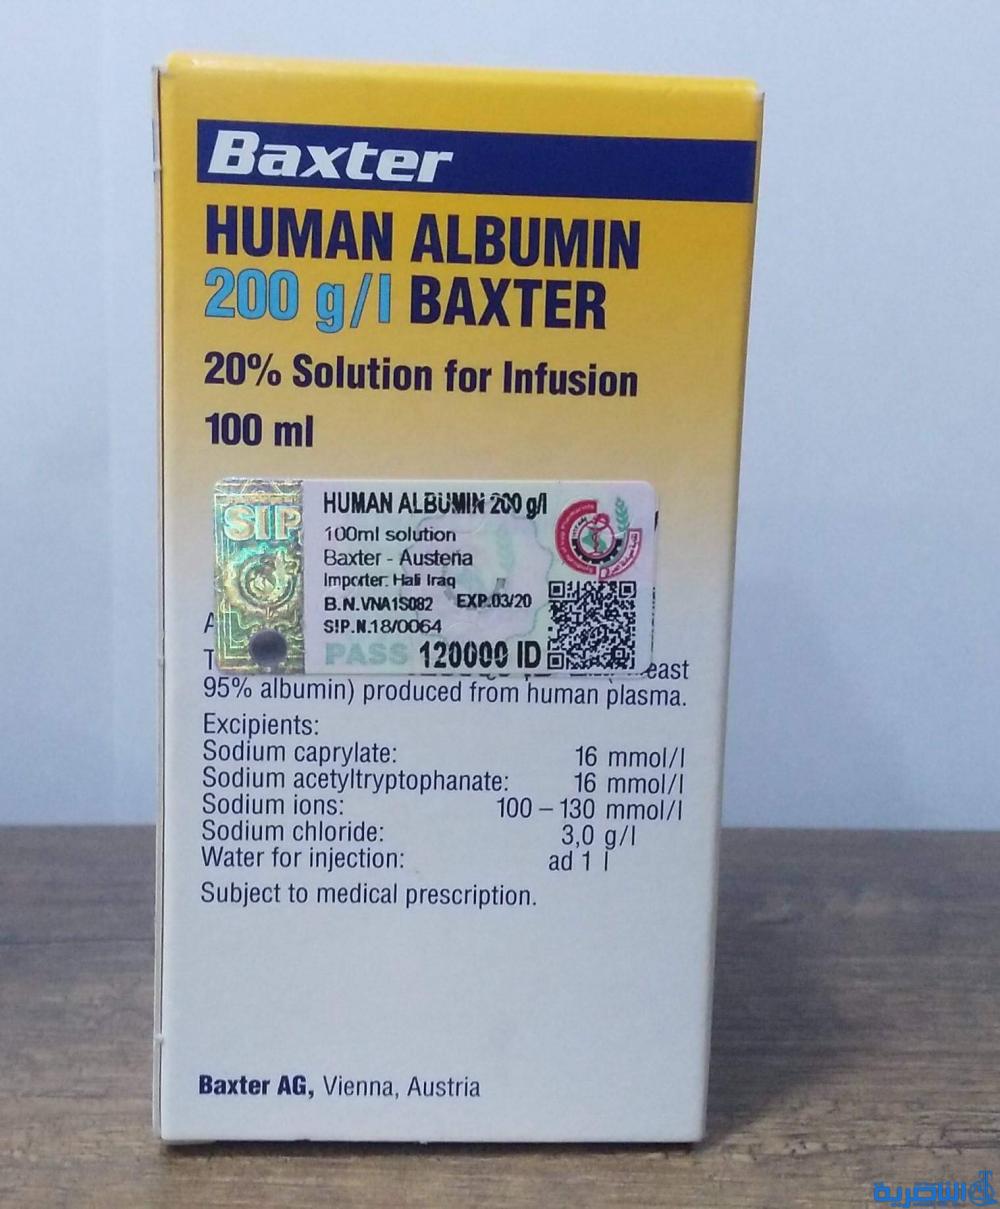 Baxter
HUMAN ALBUMIN
200 g/l BAXTER
20% Solution for Infusion
100 ml
SIP
HUMAN ALBUMIN 200 g/l
100ml solution
Baxter - Austeria
Importer: Hali Iraq
B.N.VNA1S082 EXP.03/20
S!P.N.18/0064
PASS 120000 ID
A
T east
95% albumin) produced from human plasma.
Excipients:
Sodium caprylate: 16 mmol/l
Sodium acetyltryptophanate: 16 mmol/l
Sodium ions: 100 – 130 mmol/l
Sodium chloride: 3,0 g/l
Water for injection: ad 1 l
Subject to medical prescription.
Baxter AG, Vienna, Austria
الناصرية